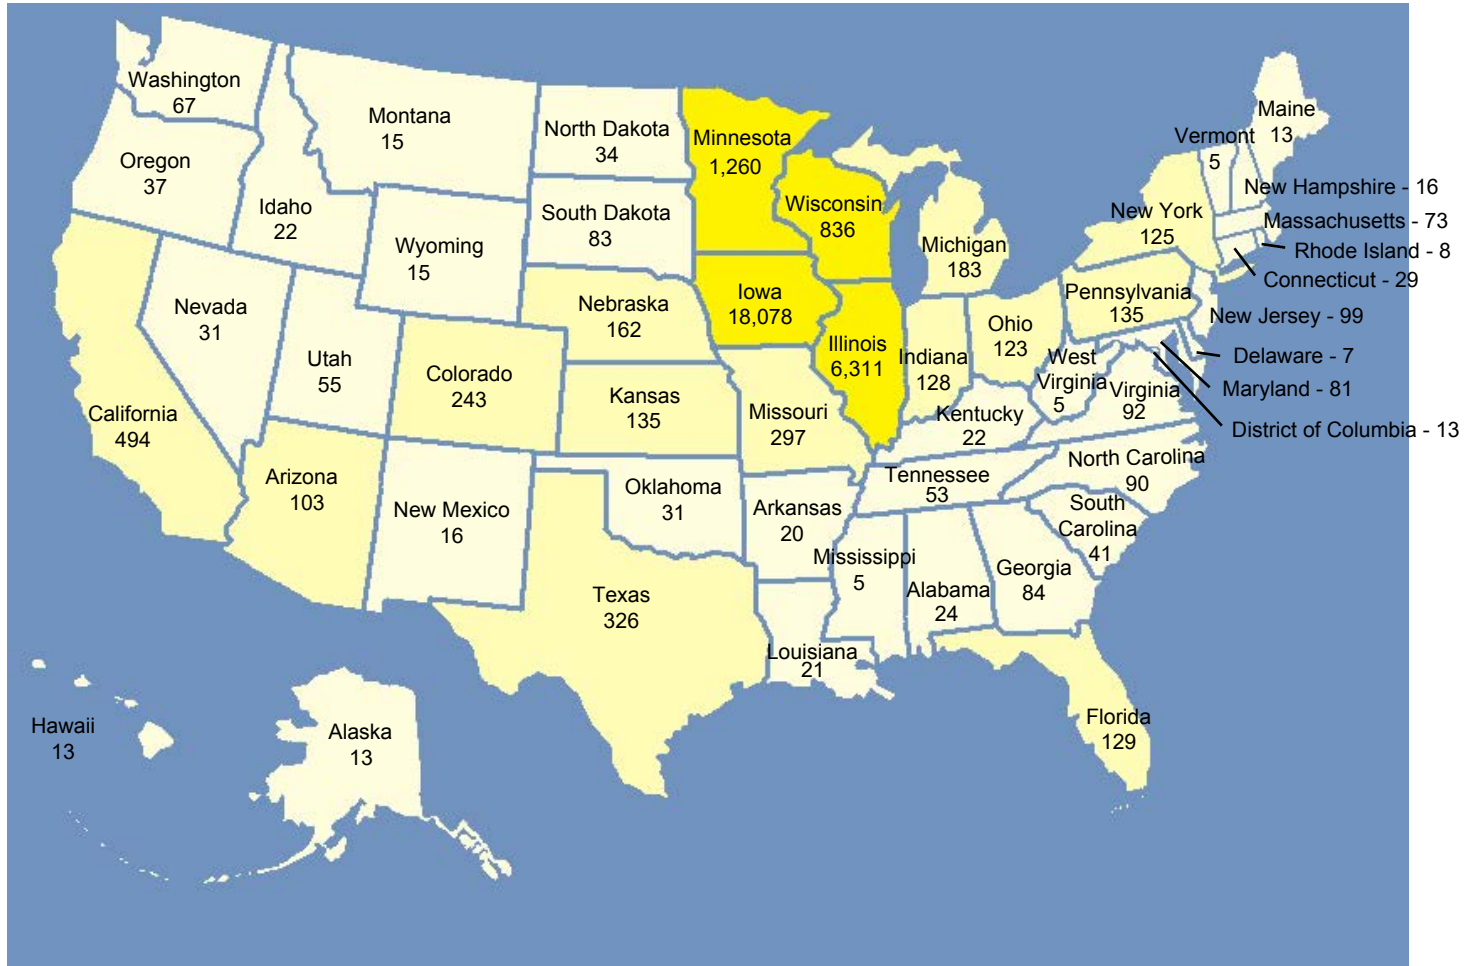 Washington
67
Oregon
37
Idaho
22
Montana
15
Wyoming
15
North Dakota
34
South Dakota
83
Nebraska
162
Kansas
135
Minnesota
1,260
Wisconsin
836
Iowa
18,078
Illinois
6,311
Michigan
183
Indiana
128
Ohio
123
Pennsylvania
135
New York
125
Vermont
5
Maine
13
New Hampshire - 16
Massachusetts - 73
Rhode Island - 8
Connecticut - 29
New Jersey - 99
Delaware - 7
Maryland - 81
District of Columbia - 13
West
Virginia
5
Virginia
92
Kentucky
22
Tennessee
53
North Carolina
90
South
Carolina
41
Georgia
84
Alabama
24
Mississippi
5
Florida
129
Louisiana
21
Arkansas
20
Missouri
297
Oklahoma
31
Texas
326
New Mexico
16
Colorado
243
Utah
55
Nevada
31
California
494
Arizona
103
Hawaii
13
Alaska
13